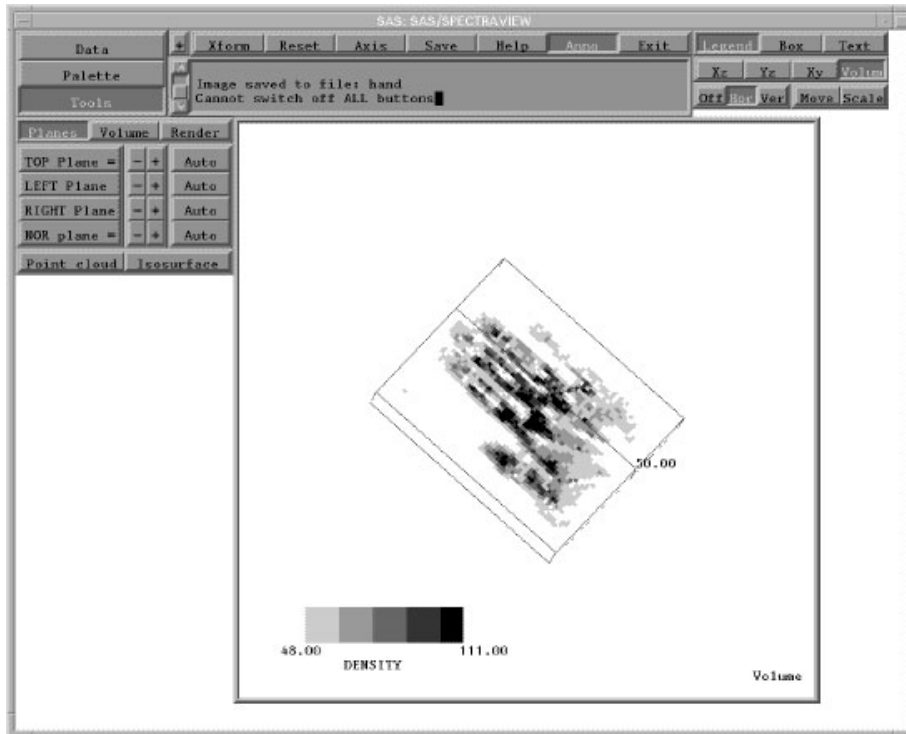 SAS: SAS/SPECTRAVIEW
Data
Palette
Tools
+ Xform Reset Axis Save Help Anno Exit
Image saved to file: hand
Cannot switch off ALL buttons
Legend Box Text
Xz Yz Xy Volum
Off Hor Ver Move Scale
Planes Volume Render
TOP Plane = - + Auto
LEFT Plane - + Auto
RIGHT Plane - + Auto
NOR plane = - + Auto
Point cloud Isosurface
50.00
48.00 111.00
DENSITY
Volume